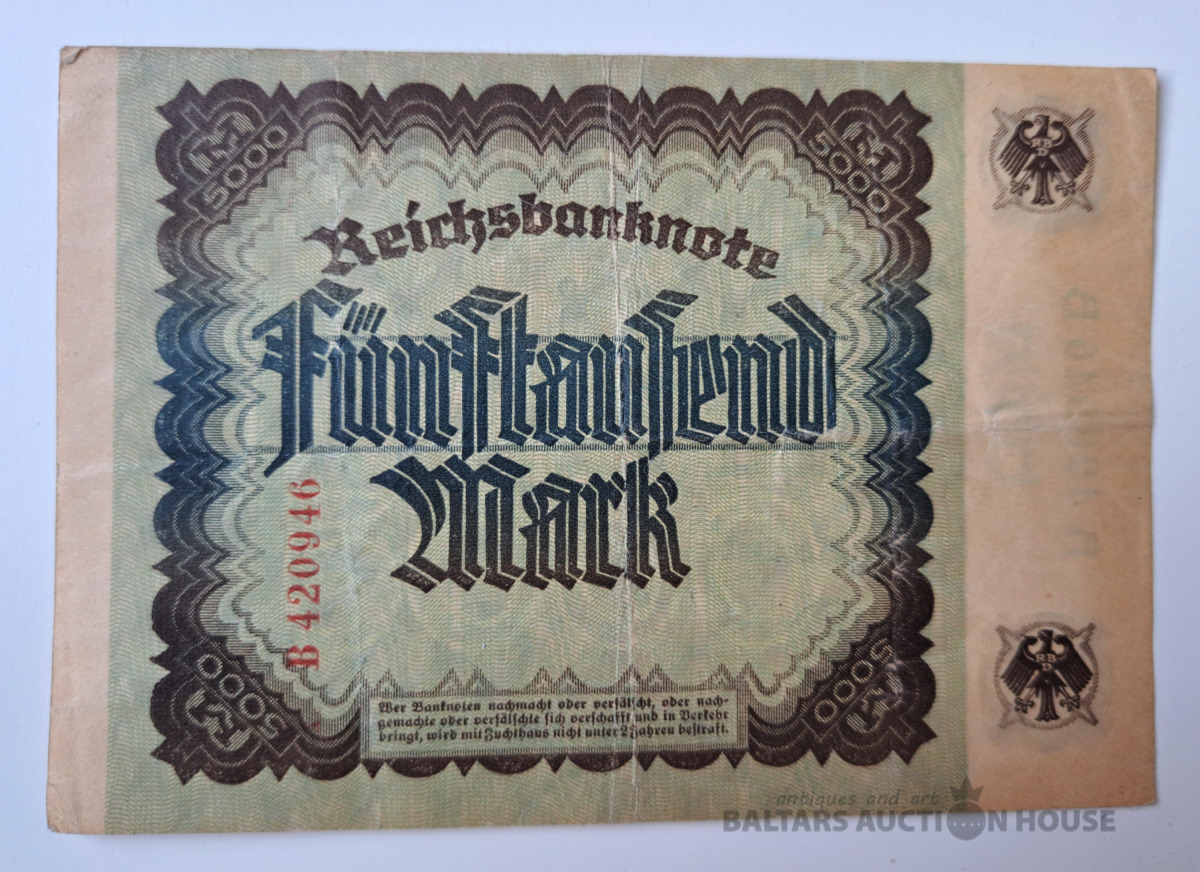 M
5000
M
5000
Reichsbanknote
Fünftausend
Mark
B 420946
M
5000
M
5000
Wer Banknoten nachmacht oder verfälscht, oder nach-
gemachte oder verfälschte sich verschafft und in Verkehr
bringt, wird mit Zuchthaus nicht unter 2 Jahren bestraft.
RB
D
RB
D
antiques and art
BALTARS AUCTION HOUSE